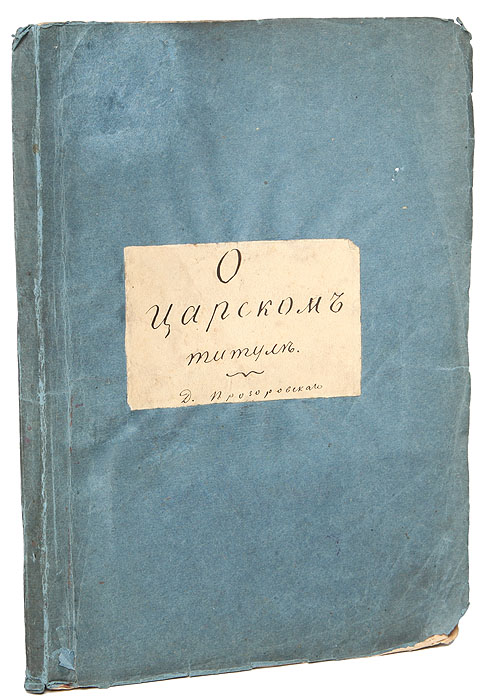 О
Царскомъ
титулѣ.
Д. Прозоровскаго